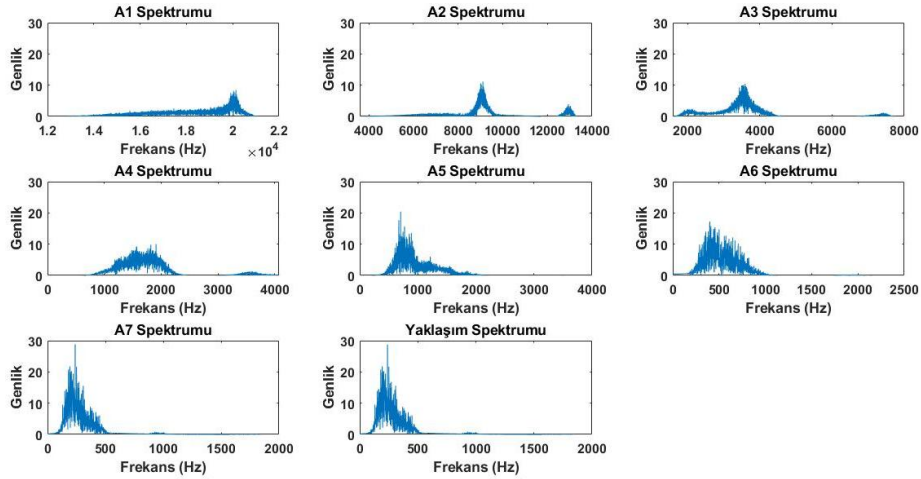 A1 Spektrumu
A2 Spektrumu
A3 Spektrumu
30
20
10
0
Genlik
1.2 1.4 1.6 1.8 2 2.2
×10⁴
Frekans (Hz)
30
20
10
0
Genlik
4000 6000 8000 10000 12000 14000
Frekans (Hz)
30
20
10
0
Genlik
2000 4000 6000 8000
Frekans (Hz)
A4 Spektrumu
A5 Spektrumu
A6 Spektrumu
30
20
10
0
Genlik
0 1000 2000 3000 4000
Frekans (Hz)
30
20
10
0
Genlik
0 1000 2000 3000 4000
Frekans (Hz)
30
20
10
0
Genlik
0 500 1000 1500 2000 2500
Frekans (Hz)
A7 Spektrumu
Yaklaşım Spektrumu
30
20
10
0
Genlik
0 500 1000 1500 2000
Frekans (Hz)
30
20
10
0
Genlik
0 500 1000 1500 2000
Frekans (Hz)